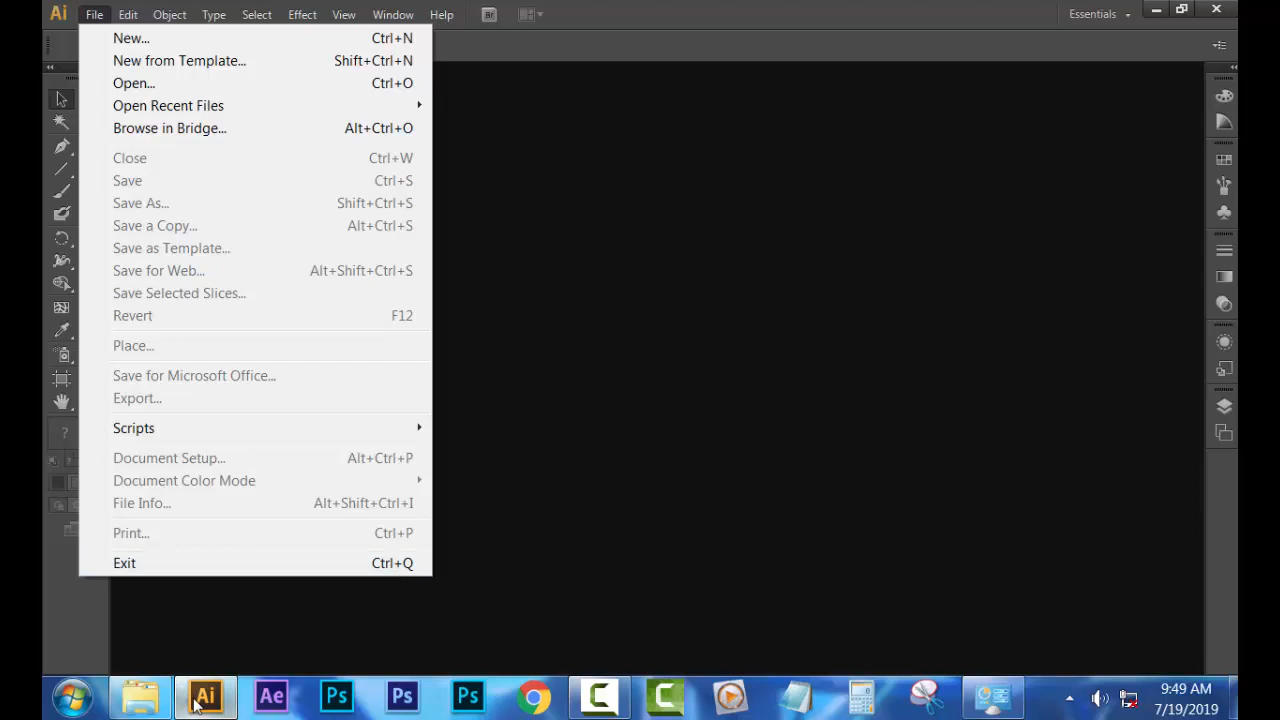 Ai File Edit Object Type Select Effect View Window Help Br Essentials
New... Ctrl+N
New from Template... Shift+Ctrl+N
Open... Ctrl+O
Open Recent Files
Browse in Bridge... Alt+Ctrl+O
Close Ctrl+W
Save Ctrl+S
Save As... Shift+Ctrl+S
Save a Copy... Alt+Ctrl+S
Save as Template...
Save for Web... Alt+Shift+Ctrl+S
Save Selected Slices...
Revert F12
Place...
Save for Microsoft Office...
Export...
Scripts
?
Document Setup... Alt+Ctrl+P
Document Color Mode
File Info... Alt+Shift+Ctrl+I
Print... Ctrl+P
Exit Ctrl+Q
Ai Ae Ps Ps Ps C C
9:49 AM
7/19/2019